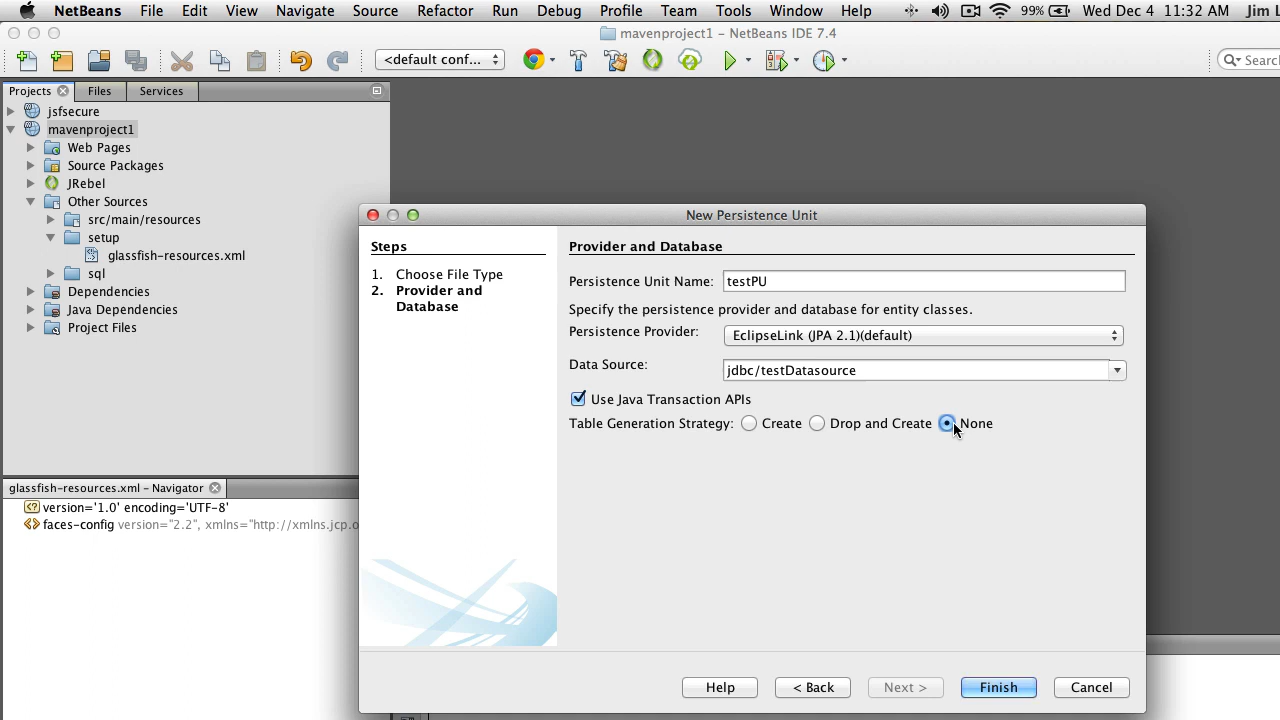 NetBeans File Edit View Navigate Source Refactor Run Debug Profile Team Tools Window Help 99% Wed Dec 4 11:32 AM Jim L
mavenproject1 – NetBeans IDE 7.4
<default conf... Searc
Projects Files Services
jsfsecure
mavenproject1
Web Pages
Source Packages
JRebel
Other Sources
src/main/resources
setup
glassfish-resources.xml
sql
Dependencies
Java Dependencies
Project Files
glassfish-resources.xml – Navigator
version='1.0' encoding='UTF-8'
faces-config version="2.2", xmlns="http://xmlns.jcp.o
New Persistence Unit
Steps
1. Choose File Type
2. Provider and
Database
Provider and Database
Persistence Unit Name: testPU
Specify the persistence provider and database for entity classes.
Persistence Provider: EclipseLink (JPA 2.1)(default)
Data Source: jdbc/testDatasource
Use Java Transaction APIs
Table Generation Strategy: Create Drop and Create None
Help < Back Next > Finish Cancel